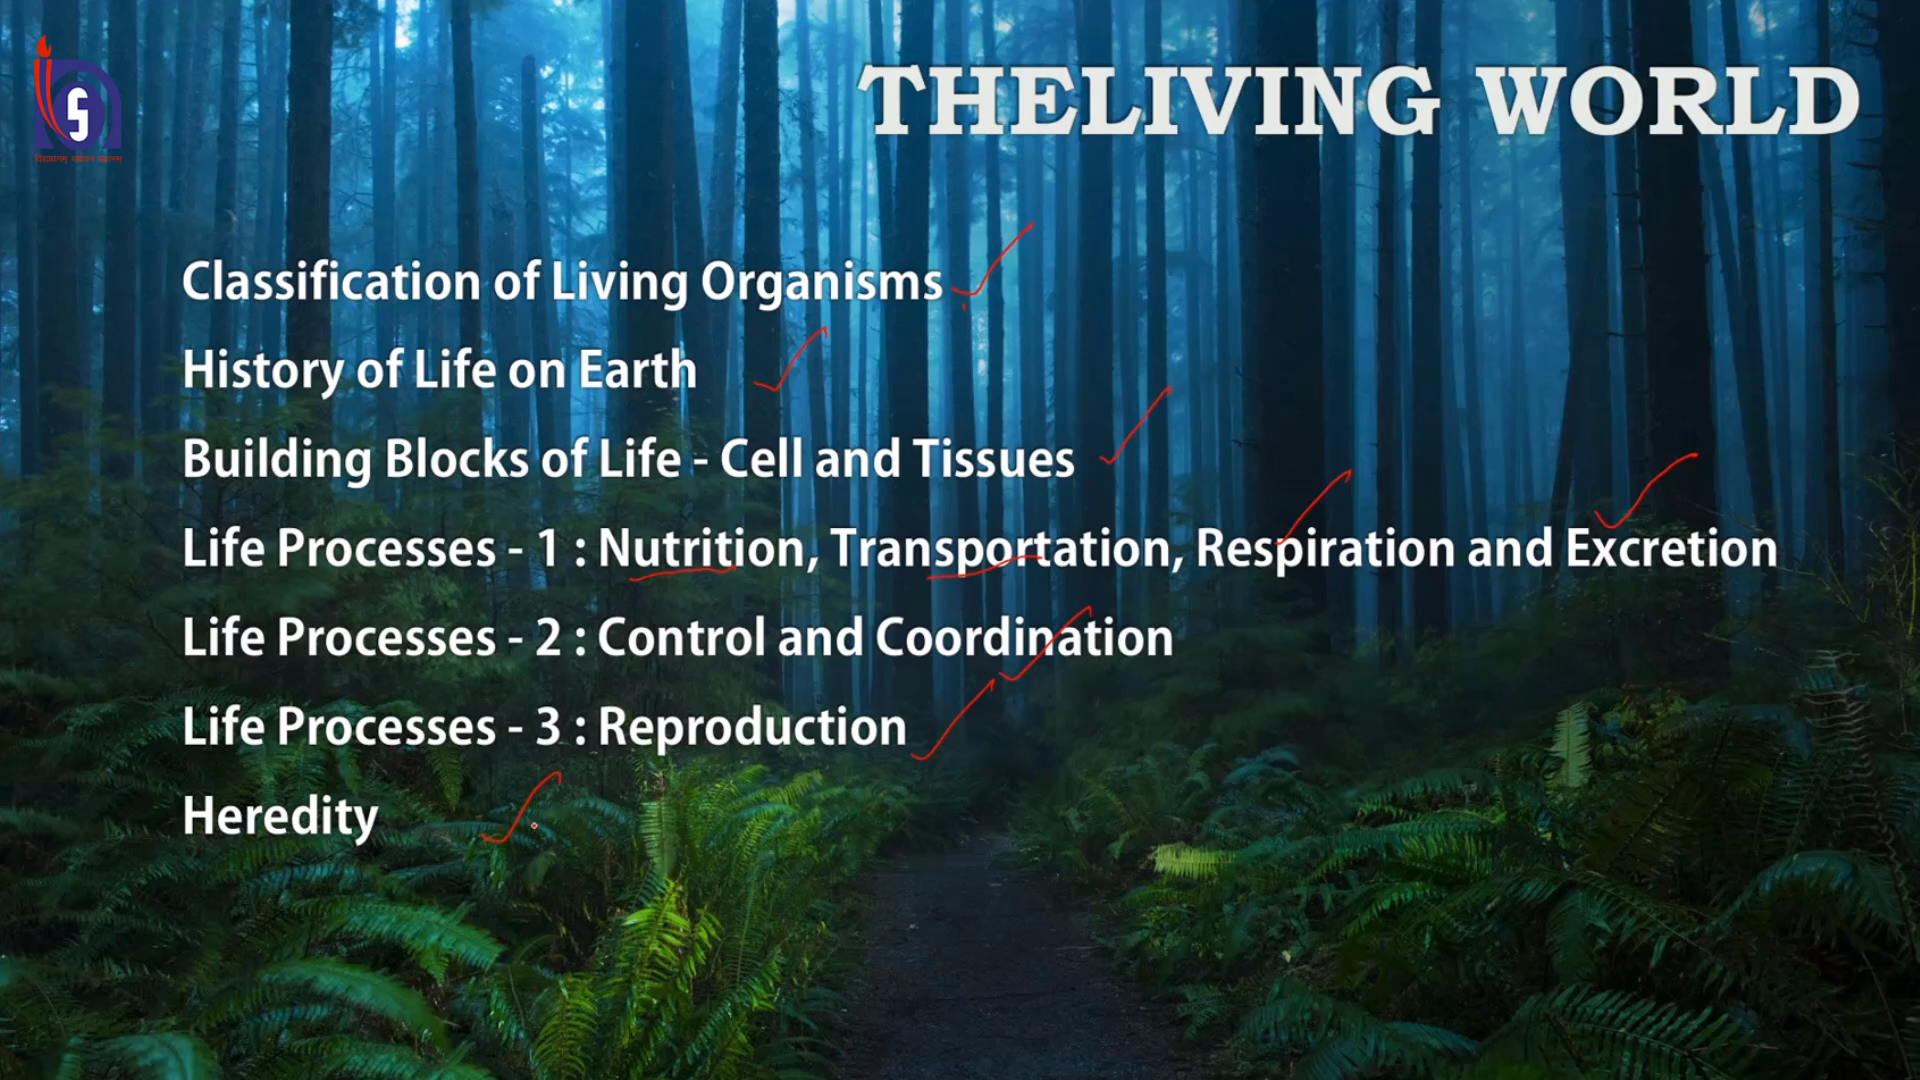 THELIVING WORLD
Classification of Living Organisms
History of Life on Earth
Building Blocks of Life - Cell and Tissues
Life Processes - 1 : Nutrition, Transportation, Respiration and Excretion
Life Processes - 2 : Control and Coordination
Life Processes - 3 : Reproduction
Heredity